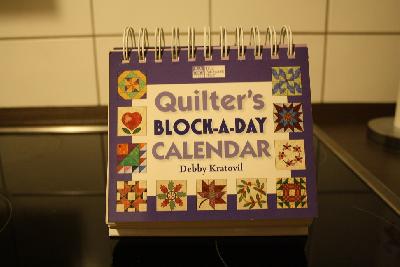 Quilter's
BLOCK-A-DAY
CALENDAR
Debby Kratovil